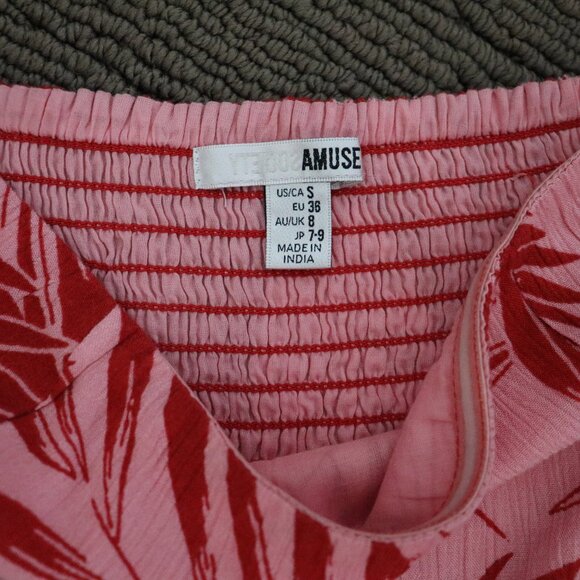 AMUSE
US/CA S
EU 36
AU/UK 8
JP 7-9
MADE IN
INDIA